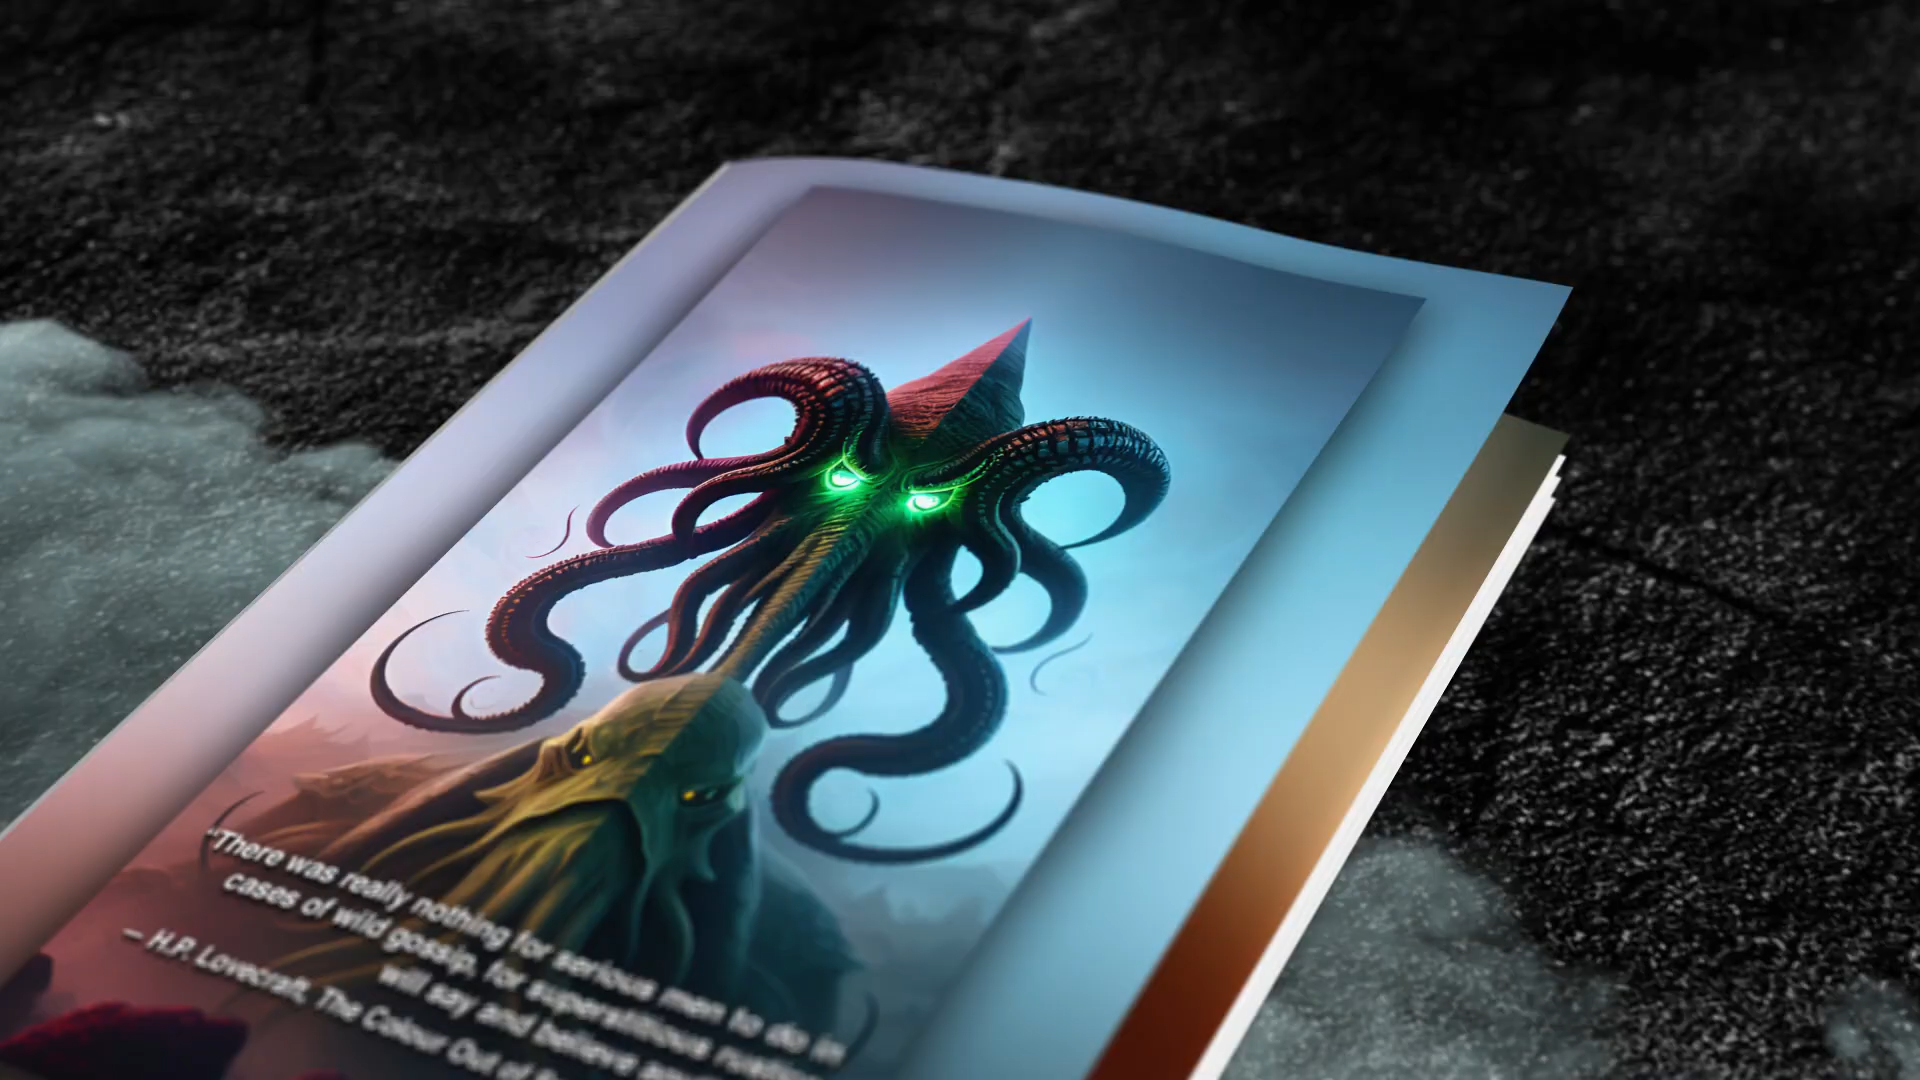 “There was really nothing for serious men to do in
cases of wild gossip, for superstitious
will say and believe
— H.P. Lovecraft, The Colour Out of